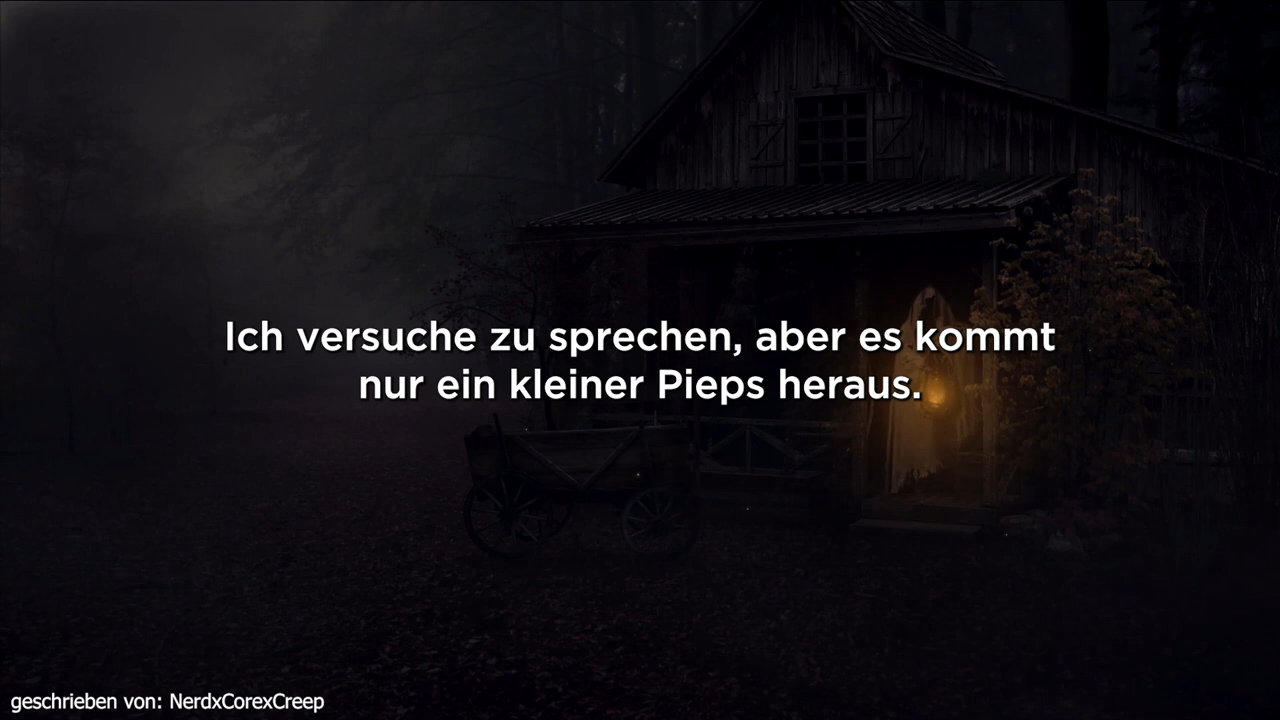 Ich versuche zu sprechen, aber es kommt
nur ein kleiner Pieps heraus.
geschrieben von: NerdxCorexCreep